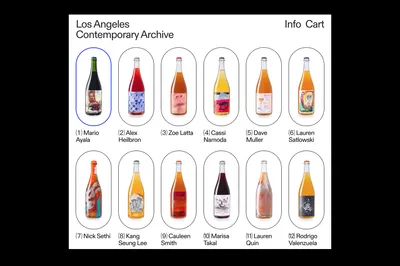 Los Angeles
Contemporary Archive
Info Cart
(1) Mario
Ayala
(2) Alex
Heilbron
(3) Zoe Latta
(4) Cassi
Namoda
(5) Dave
Muller
(6) Lauren
Satlowski
(7) Nick Sethi
(8) Kang
Seung Lee
(9) Cauleen
Smith
(10) Marisa
Takal
(11) Lauren
Quin
(12) Rodrigo
Valenzuela